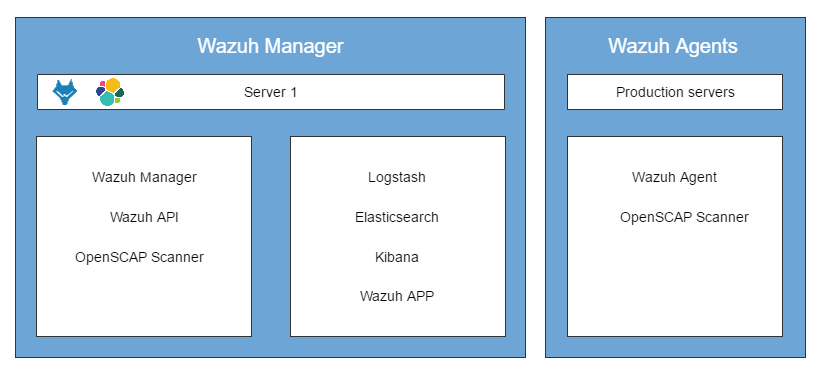 Wazuh Manager
Server 1
Wazuh Manager
Wazuh API
OpenSCAP Scanner
Logstash
Elasticsearch
Kibana
Wazuh APP
Wazuh Agents
Production servers
Wazuh Agent
OpenSCAP Scanner